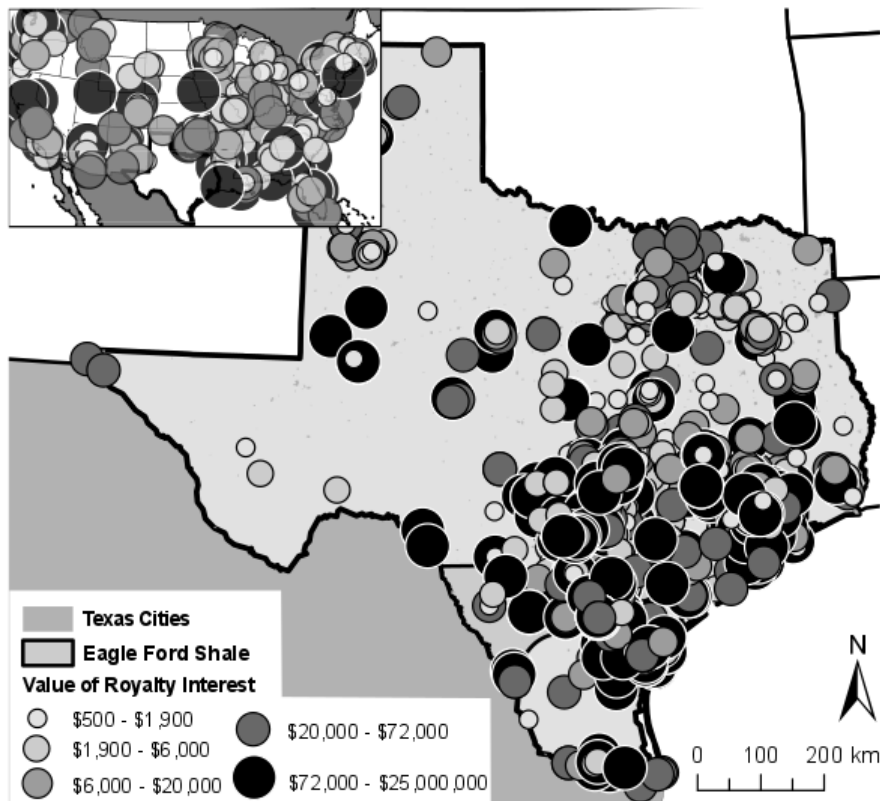 Texas Cities
Eagle Ford Shale
Value of Royalty Interest
$500 - $1,900
$1,900 - $6,000
$6,000 - $20,000
$20,000 - $72,000
$72,000 - $25,000,000
N
0 100 200 km